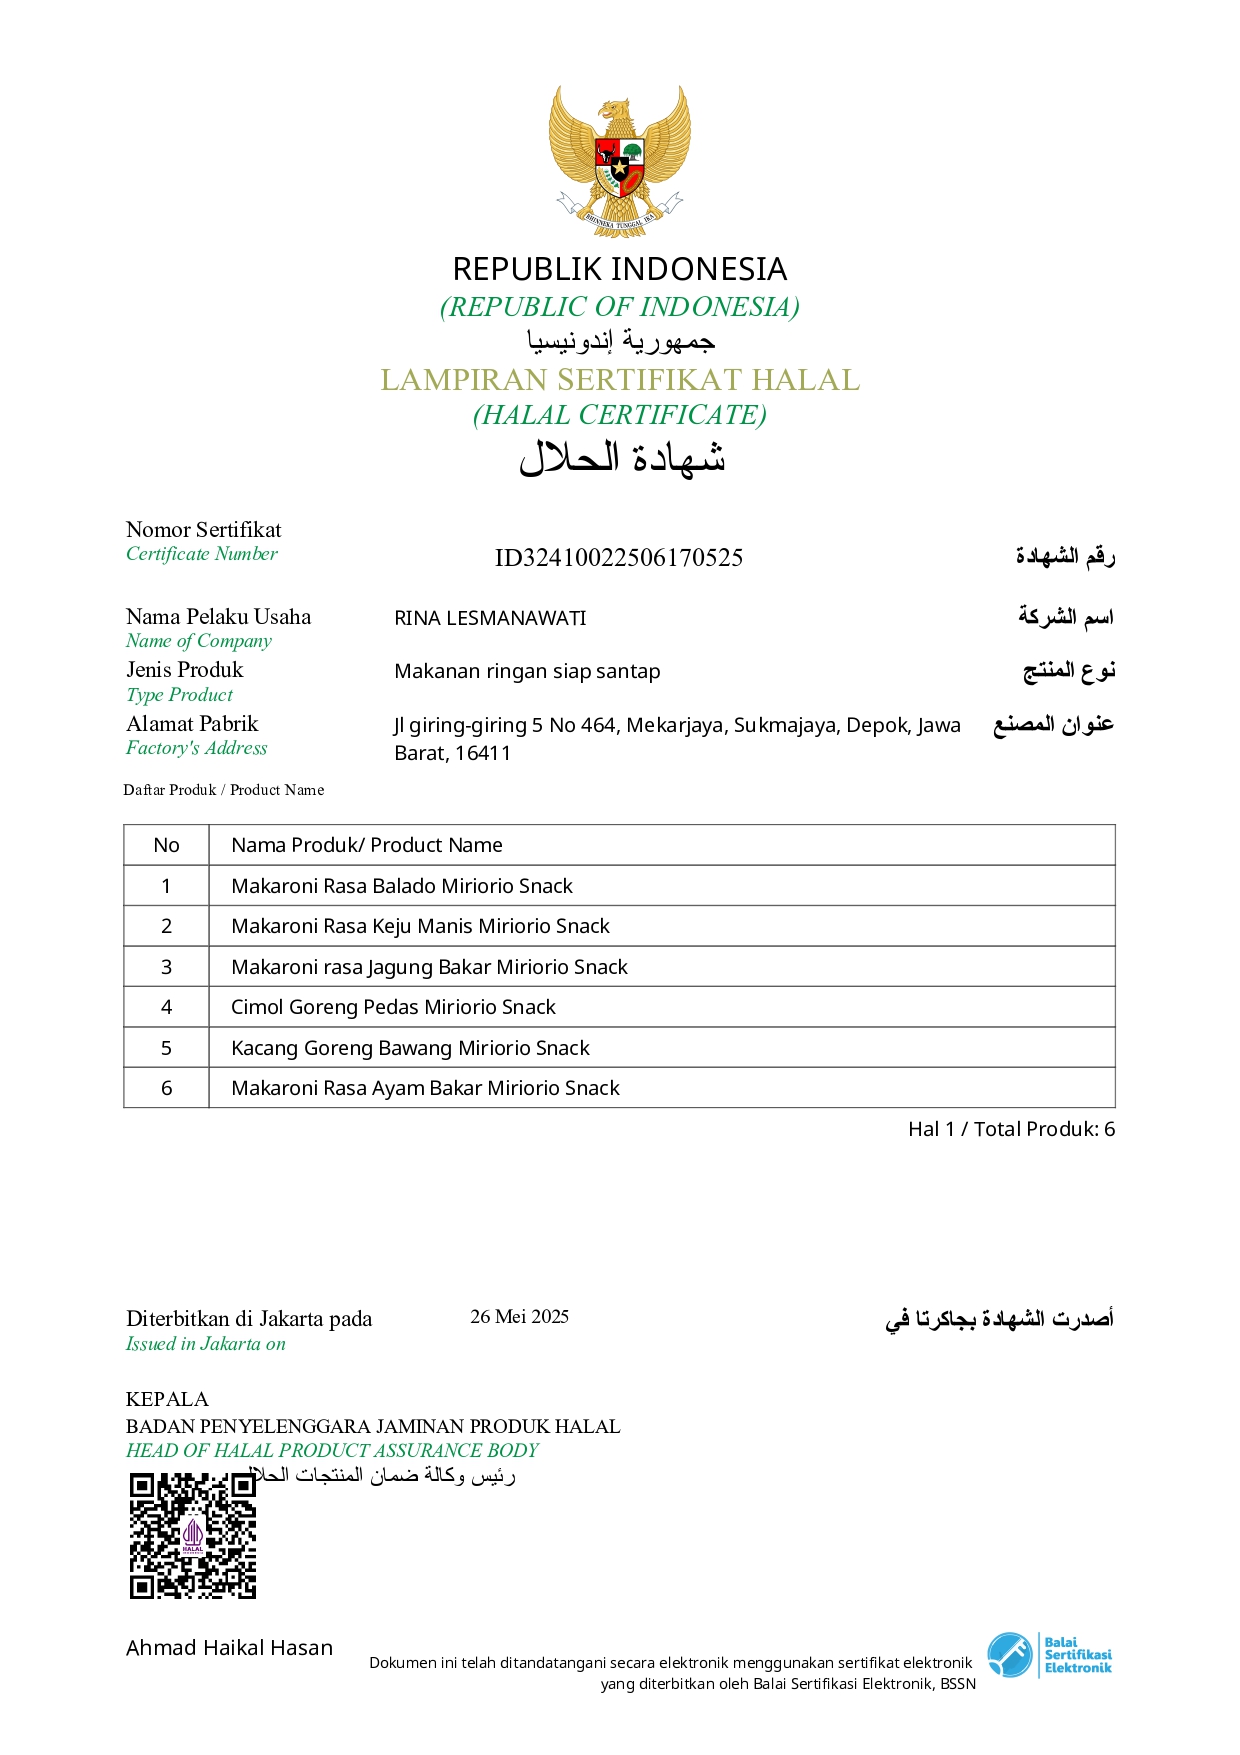 BHINNEKA TUNGGAL IKA
REPUBLIK INDONESIA
(REPUBLIC OF INDONESIA)
جمهورية إندونيسيا
LAMPIRAN SERTIFIKAT HALAL
(HALAL CERTIFICATE)
شهادة الحلال
Nomor Sertifikat
Certificate Number
ID32410022506170525
رقم الشهادة
Nama Pelaku Usaha
Name of Company
RINA LESMANAWATI
اسم الشركة
Jenis Produk
Type Product
Makanan ringan siap santap
نوع المنتج
Alamat Pabrik
Factory's Address
Jl giring-giring 5 No 464, Mekarjaya, Sukmajaya, Depok, Jawa
Barat, 16411
عنوان المصنع
Daftar Produk / Product Name
No Nama Produk/ Product Name
1 Makaroni Rasa Balado Miriorio Snack
2 Makaroni Rasa Keju Manis Miriorio Snack
3 Makaroni rasa Jagung Bakar Miriorio Snack
4 Cimol Goreng Pedas Miriorio Snack
5 Kacang Goreng Bawang Miriorio Snack
6 Makaroni Rasa Ayam Bakar Miriorio Snack
Hal 1 / Total Produk: 6
Diterbitkan di Jakarta pada
Issued in Jakarta on
26 Mei 2025
أصدرت الشهادة بجاكرتا في
KEPALA
BADAN PENYELENGGARA JAMINAN PRODUK HALAL
HEAD OF HALAL PRODUCT ASSURANCE BODY
رئيس وكالة ضمان المنتجات الحلال
HALAL
INDONESIA
Ahmad Haikal Hasan
Dokumen ini telah ditandatangani secara elektronik menggunakan sertifikat elektronik
yang diterbitkan oleh Balai Sertifikasi Elektronik, BSSN
Balai
Sertifikasi
Elektronik